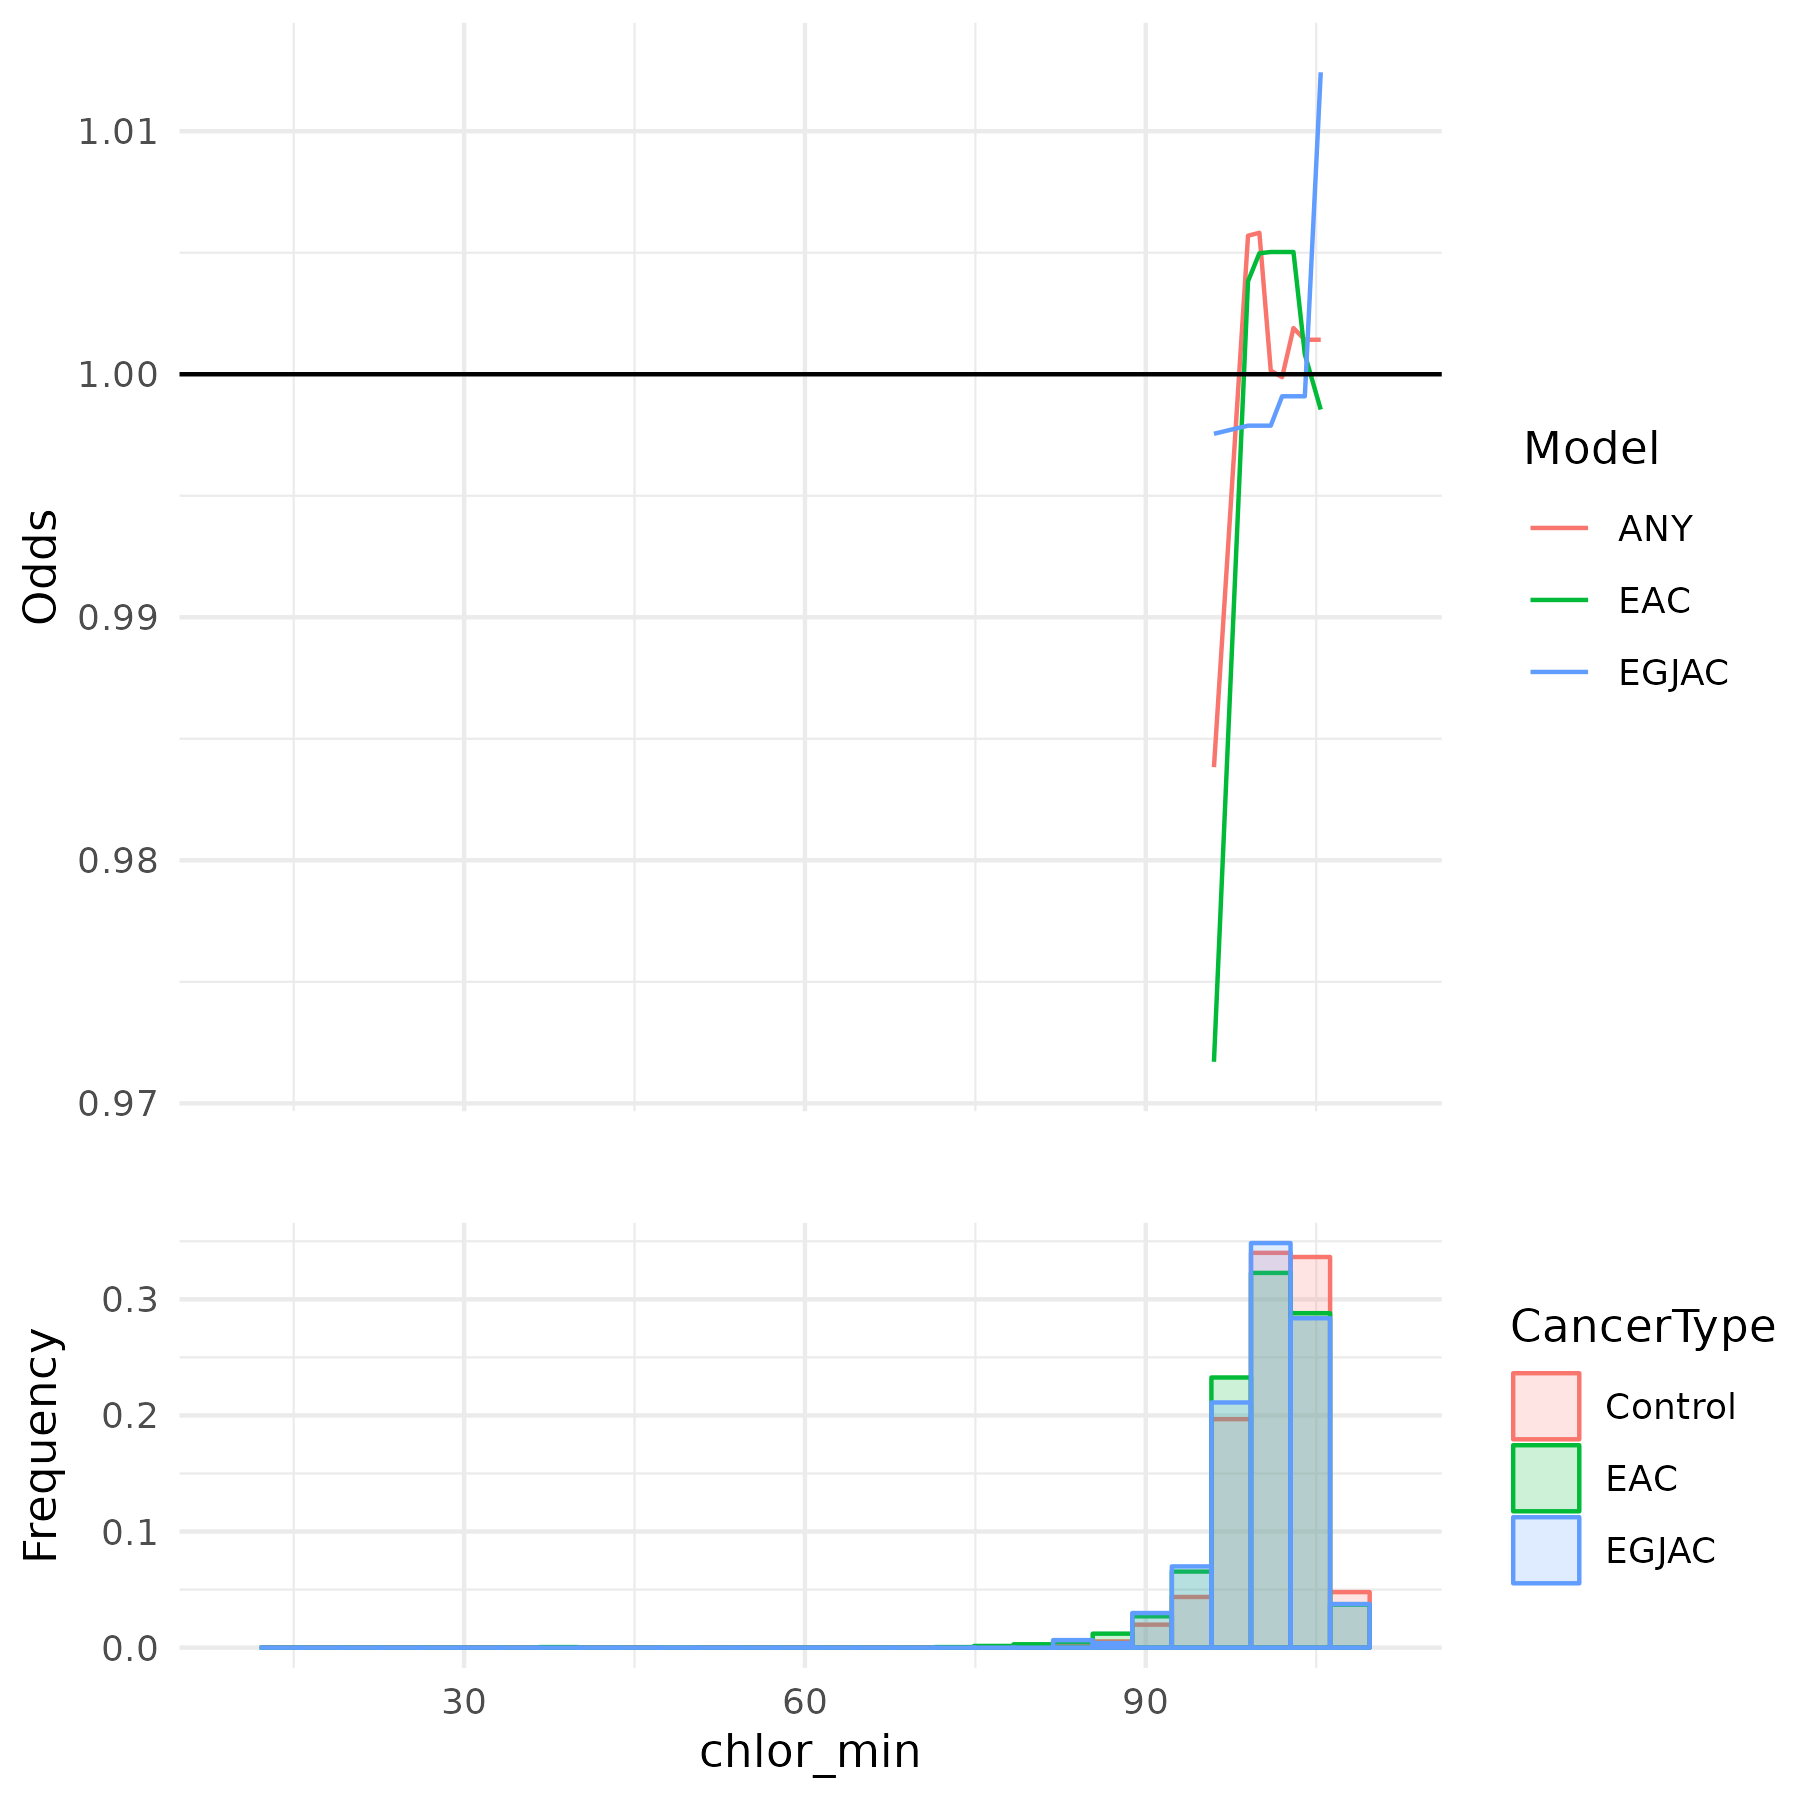 1.01
1.00
0.99
0.98
0.97
Odds
Model
ANY
EAC
EGJAC
0.3
0.2
0.1
0.0
Frequency
30 60 90
chlor_min
CancerType
Control
EAC
EGJAC